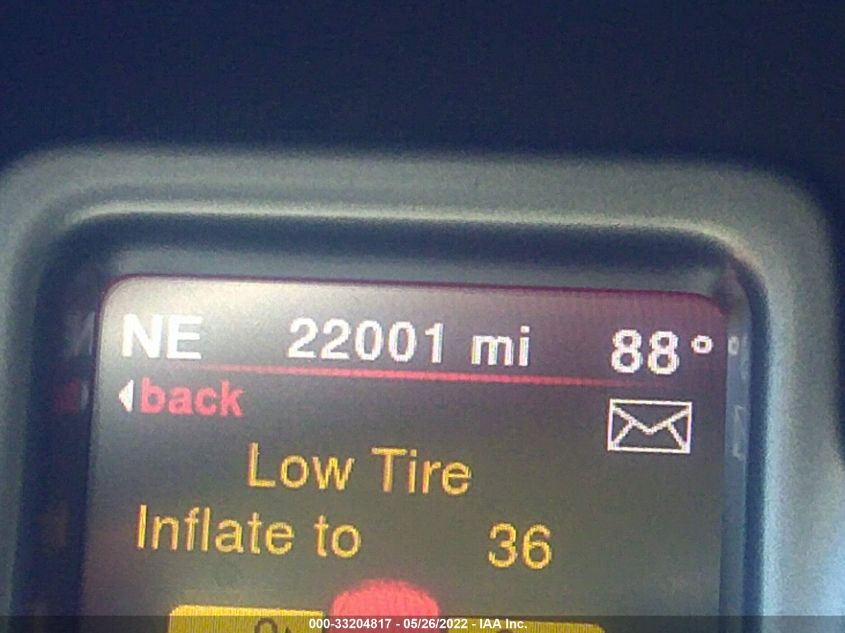 NE 22001 mi 88°
back
Low Tire
Inflate to 36
000-33204817 - 05/26/2022 - IAA Inc.